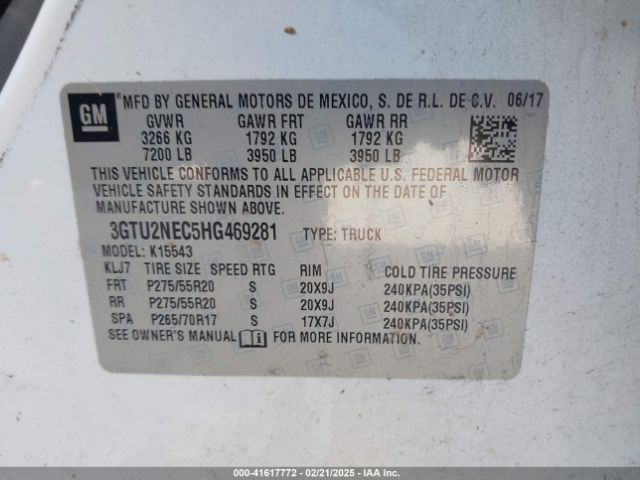 GM ® MFD BY GENERAL MOTORS DE MEXICO, S. DE R.L. DE C.V. 06/17
GVWR GAWR FRT GAWR RR
3266 KG 1792 KG 1792 KG
7200 LB 3950 LB 3950 LB
THIS VEHICLE CONFORMS TO ALL APPLICABLE U.S. FEDERAL MOTOR
VEHICLE SAFETY STANDARDS IN EFFECT ON THE DATE OF
MANUFACTURE SHOWN ABOVE.
3GTU2NEC5HG469281 TYPE: TRUCK
MODEL: K15543
KLJ7 TIRE SIZE SPEED RTG RIM COLD TIRE PRESSURE
FRT P275/55R20 S 20X9J 240KPA(35PSI)
RR P275/55R20 S 20X9J 240KPA(35PSI)
SPA P265/70R17 S 17X7J 240KPA(35PSI)
SEE OWNER'S MANUAL FOR MORE INFORMATION.
000-41617772 - 02/21/2025 - IAA Inc.